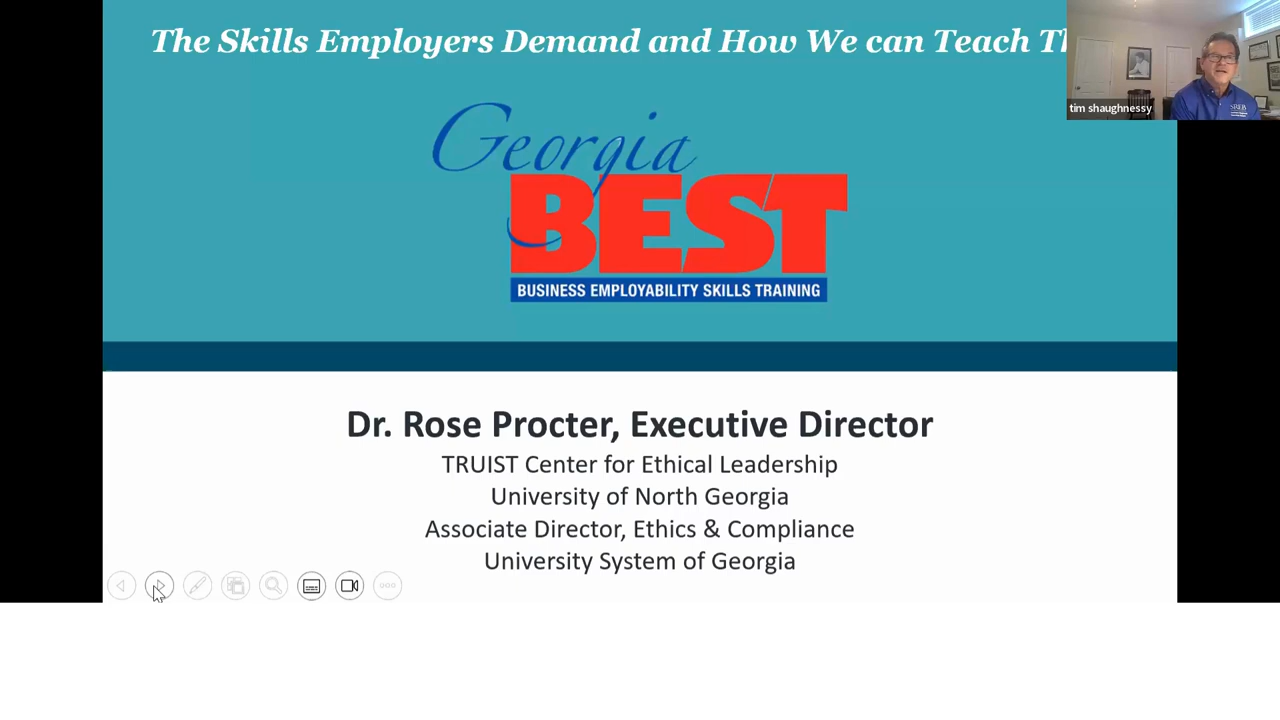 The Skills Employers Demand and How We can Teach
tim shaughnessy
Georgia
BEST
BUSINESS EMPLOYABILITY SKILLS TRAINING
Dr. Rose Procter, Executive Director
TRUIST Center for Ethical Leadership
University of North Georgia
Associate Director, Ethics & Compliance
University System of Georgia